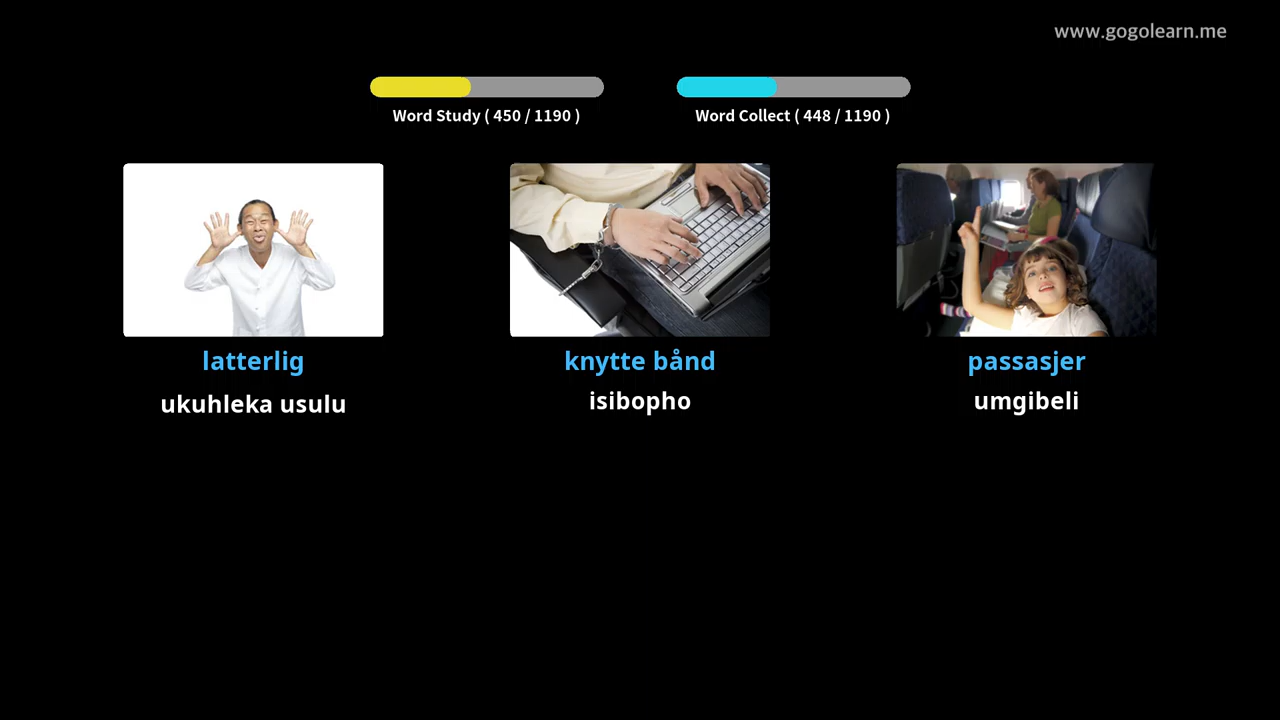 www.gogolearn.me
Word Study ( 450 / 1190 )
Word Collect ( 448 / 1190 )
latterlig
knytte bånd
passasjer
ukuhleka usulu
isibopho
umgibeli